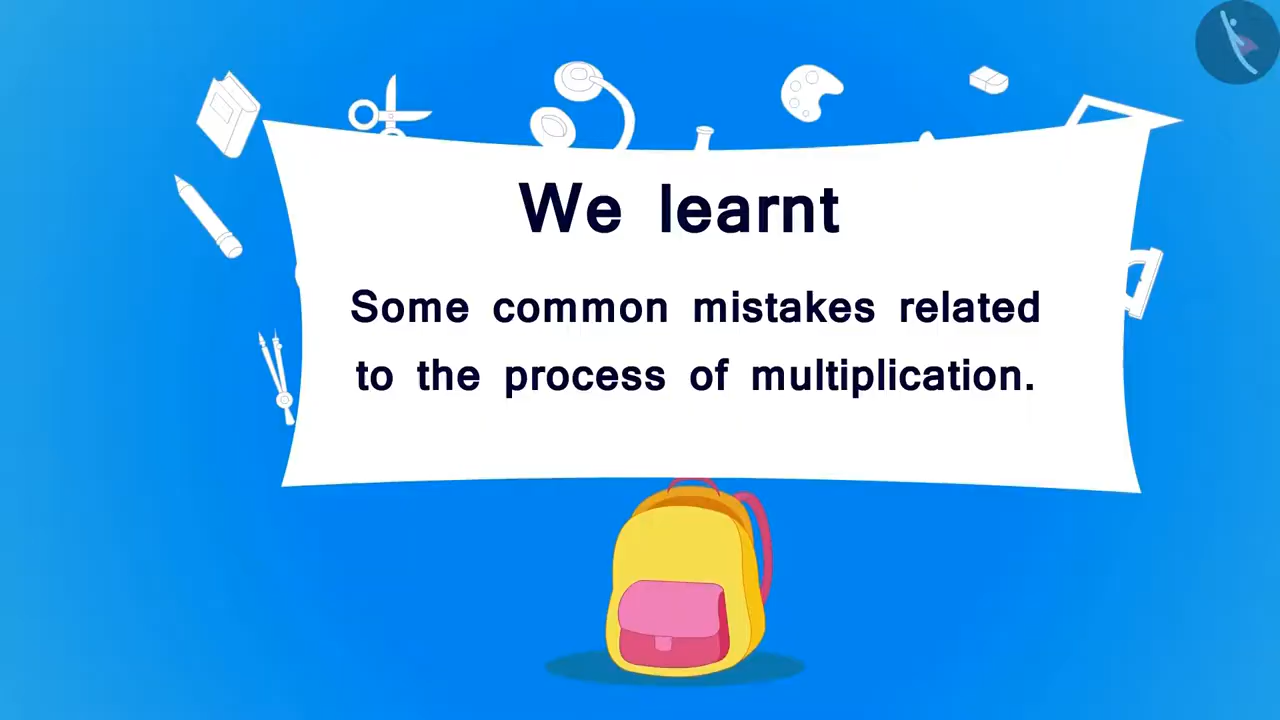 We learnt
Some common mistakes related
to the process of multiplication.